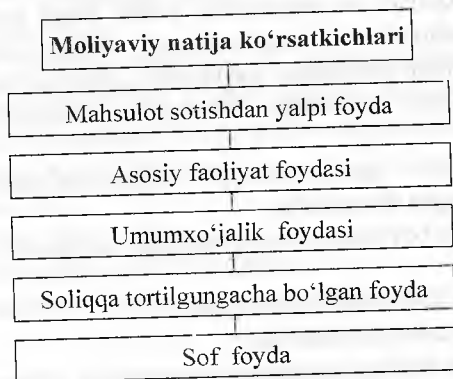 Moliyaviy natija ko‘rsatkichlari
Mahsulot sotishdan yalpi foyda
Asosiy faoliyat foydasi
Umumxo‘jalik foydasi
Soliqqa tortilgungacha bo‘lgan foyda
Sof foyda